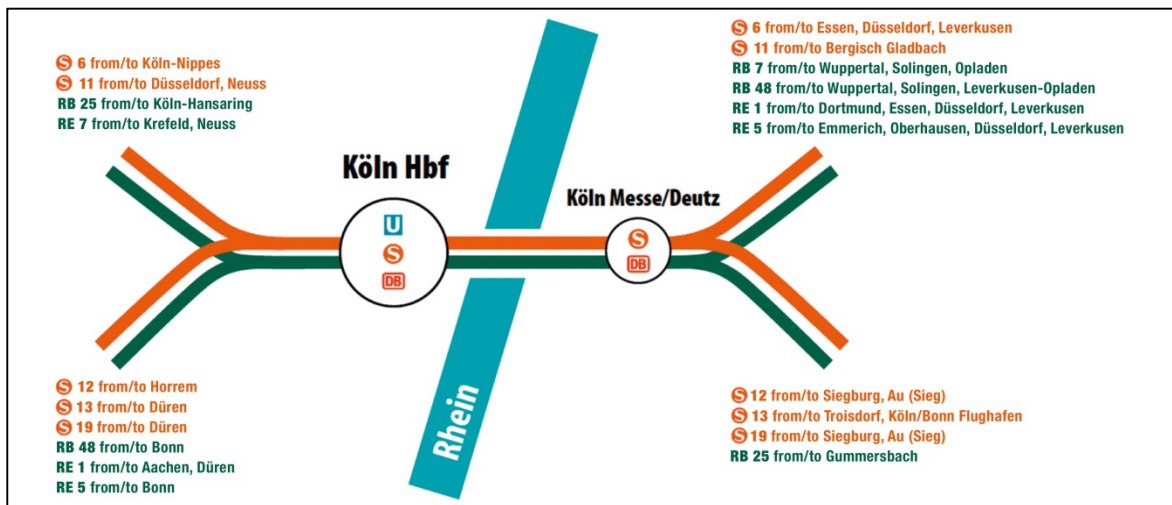 S 6 from/to Köln-Nippes
S 11 from/to Düsseldorf, Neuss
RB 25 from/to Köln-Hansaring
RE 7 from/to Krefeld, Neuss
S 6 from/to Essen, Düsseldorf, Leverkusen
S 11 from/to Bergisch Gladbach
RB 7 from/to Wuppertal, Solingen, Opladen
RB 48 from/to Wuppertal, Solingen, Leverkusen-Opladen
RE 1 from/to Dortmund, Essen, Düsseldorf, Leverkusen
RE 5 from/to Emmerich, Oberhausen, Düsseldorf, Leverkusen
Köln Hbf
U
S
DB
Köln Messe/Deutz
S
DB
Rhein
S 12 from/to Horrem
S 13 from/to Düren
S 19 from/to Düren
RB 48 from/to Bonn
RE 1 from/to Aachen, Düren
RE 5 from/to Bonn
S 12 from/to Siegburg, Au (Sieg)
S 13 from/to Troisdorf, Köln/Bonn Flughafen
S 19 from/to Siegburg, Au (Sieg)
RB 25 from/to Gummersbach